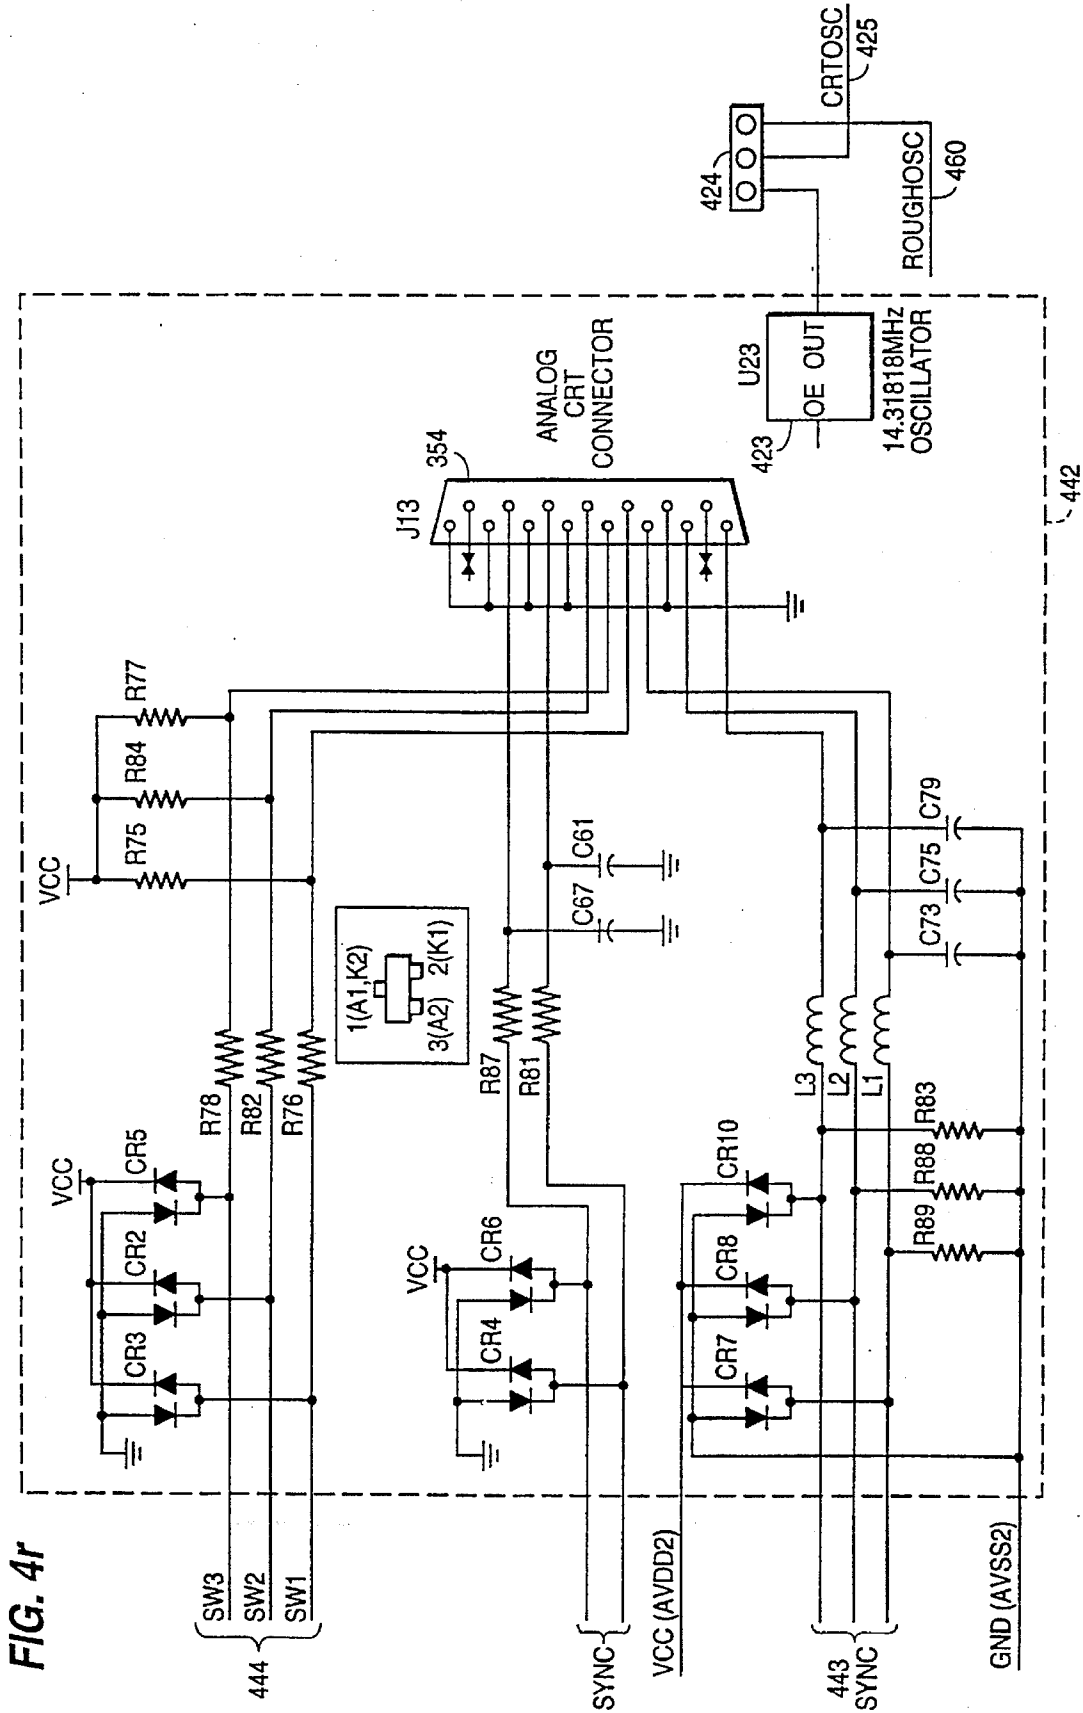 FIG. 4r
VCC
R75
R84
R77
VCC
CR3
CR2
CR5
R78
R82
R76
SW3
SW2
SW1
444
1(A1,K2)
3(A2)
2(K1)
J13
354
ANALOG
CRT
CONNECTOR
VCC
CR4
CR6
R87
R81
C67
C61
SYNC
VCC (AVDD2)
CR7
CR8
CR10
L3
L2
L1
443
SYNC
R89
R88
R83
C73
C75
C79
GND (AVSS2)
U23
OE OUT
423
14.31818MHz
OSCILLATOR
442
424
CRTOSC
425
ROUGHOSC
460